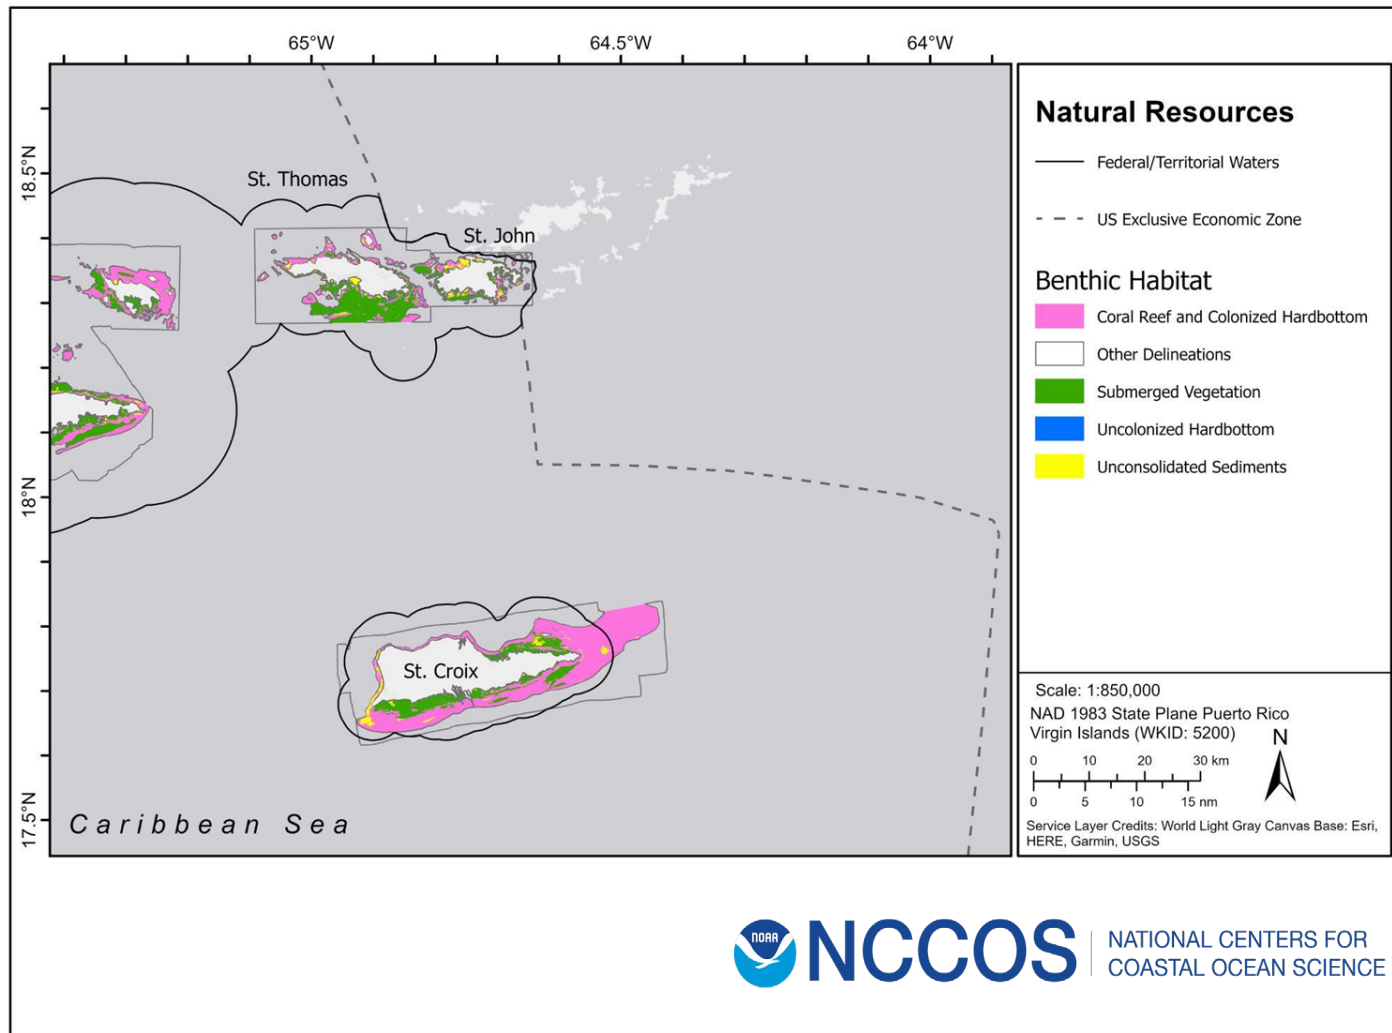 65°W
64.5°W
64°W
18.5°N
18°N
17.5°N
St. Thomas
St. John
St. Croix
Caribbean Sea
Natural Resources
Federal/Territorial Waters
US Exclusive Economic Zone
Benthic Habitat
Coral Reef and Colonized Hardbottom
Other Delineations
Submerged Vegetation
Uncolonized Hardbottom
Unconsolidated Sediments
Scale: 1:850,000
NAD 1983 State Plane Puerto Rico
Virgin Islands (WKID: 5200)
N
0 10 20 30 km
0 5 10 15 nm
Service Layer Credits: World Light Gray Canvas Base: Esri,
HERE, Garmin, USGS
NOAA
NCCOS
NATIONAL CENTERS FOR
COASTAL OCEAN SCIENCE